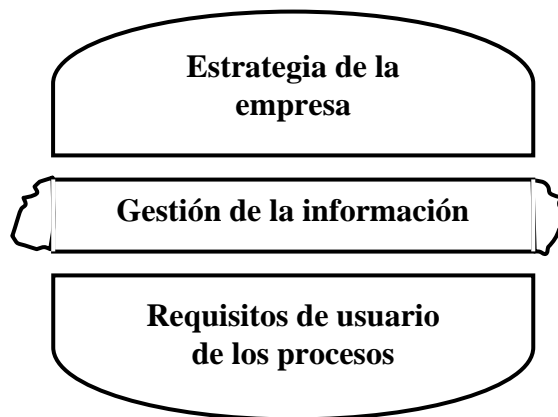 Estrategia de la
empresa
Gestión de la información
Requisitos de usuario
de los procesos